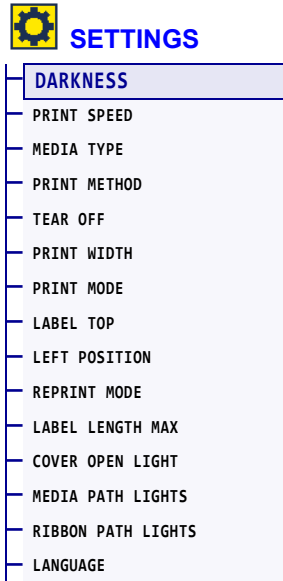 SETTINGS
DARKNESS
PRINT SPEED
MEDIA TYPE
PRINT METHOD
TEAR OFF
PRINT WIDTH
PRINT MODE
LABEL TOP
LEFT POSITION
REPRINT MODE
LABEL LENGTH MAX
COVER OPEN LIGHT
MEDIA PATH LIGHTS
RIBBON PATH LIGHTS
LANGUAGE